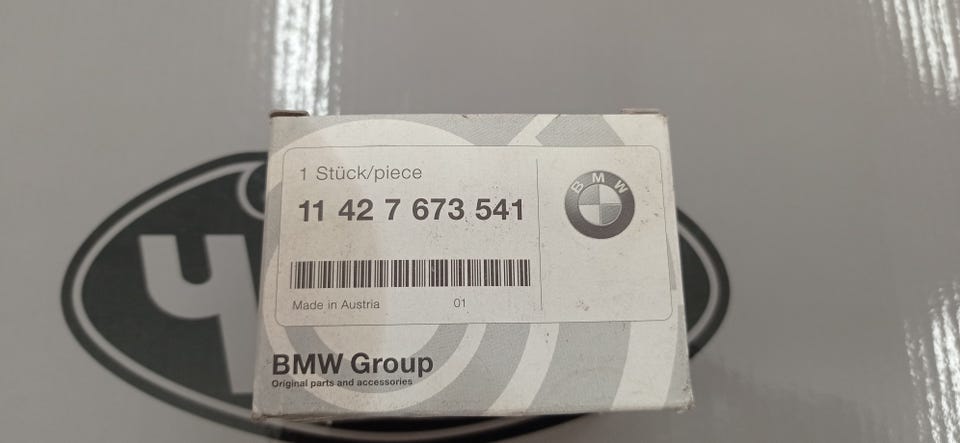 1 Stück/piece
11 42 7 673 541
BMW
Made in Austria 01
BMW Group
Original parts and accessories